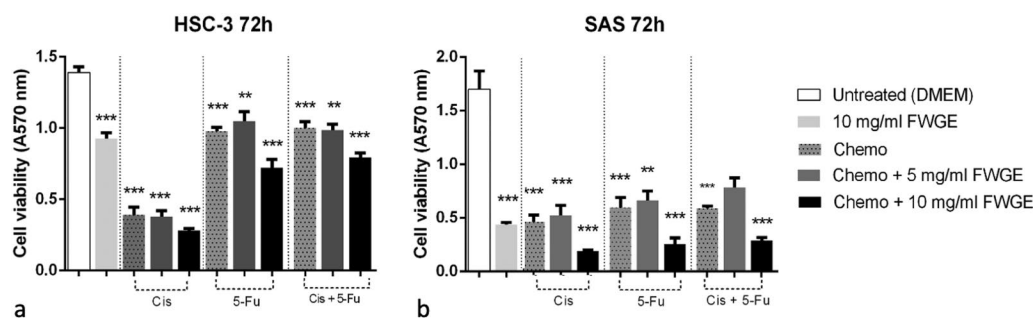 HSC-3 72h
Cell viability (A570 nm)
1.5
1.0
0.5
0.0
***
***
***
***
***
**
***
***
**
***
Cis
5-Fu
Cis + 5-Fu
a
SAS 72h
Cell viability (A570 nm)
2.0
1.5
1.0
0.5
0.0
***
***
***
***
***
**
***
***
***
Cis
5-Fu
Cis + 5-Fu
b
Untreated (DMEM)
10 mg/ml FWGE
Chemo
Chemo + 5 mg/ml FWGE
Chemo + 10 mg/ml FWGE